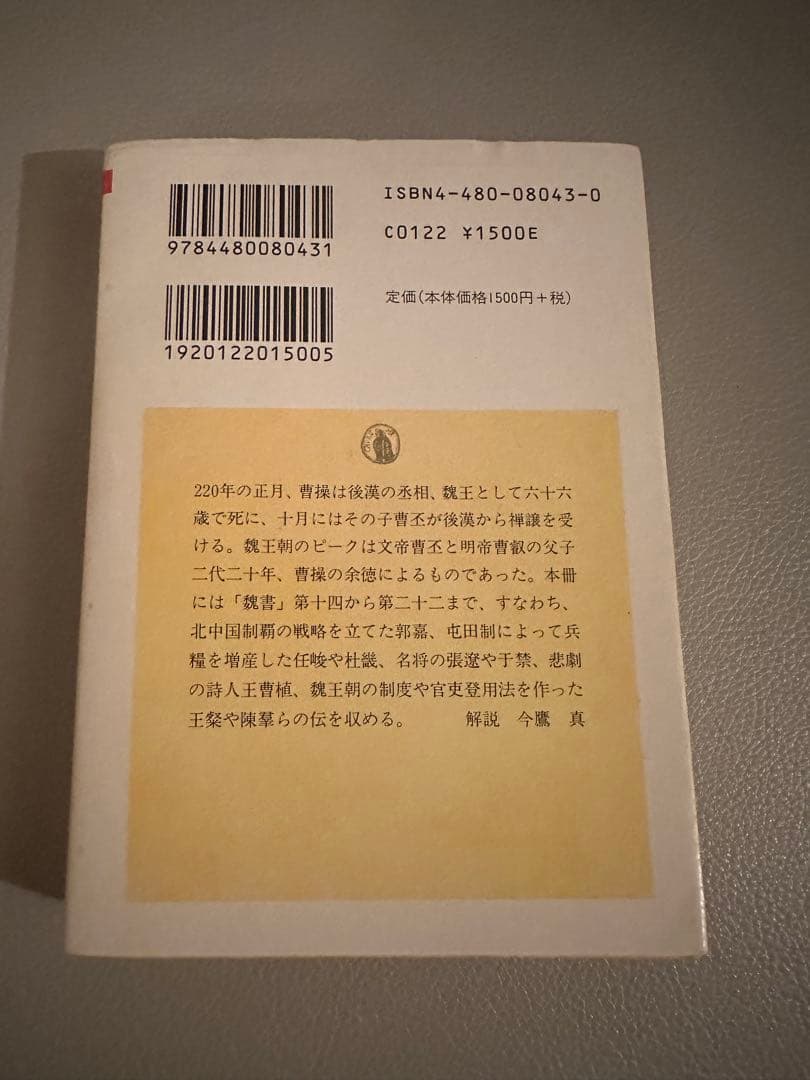 9784480080431
ISBN4-480-08043-0
C0122 ¥1500E
1920122015005
定価(本体価格1500円+税)
220年の正月、曹操は後漢の丞相、魏王として六十六
歳で死に、十月にはその子曹丕が後漢から禅譲を受
ける。魏王朝のピークは文帝曹丕と明帝曹叡の父子
二代二十年、曹操の余徳によるものであった。本冊
には「魏書」第十四から第二十二まで、すなわち、
北中国制覇の戦略を立てた郭嘉、屯田制によって兵
糧を増産した任峻や杜畿、名将の張遼や于禁、悲劇
の詩人王曹植、魏王朝の制度や官吏登用法を作った
王粲や陳羣らの伝を収める。 解説 今鷹 真